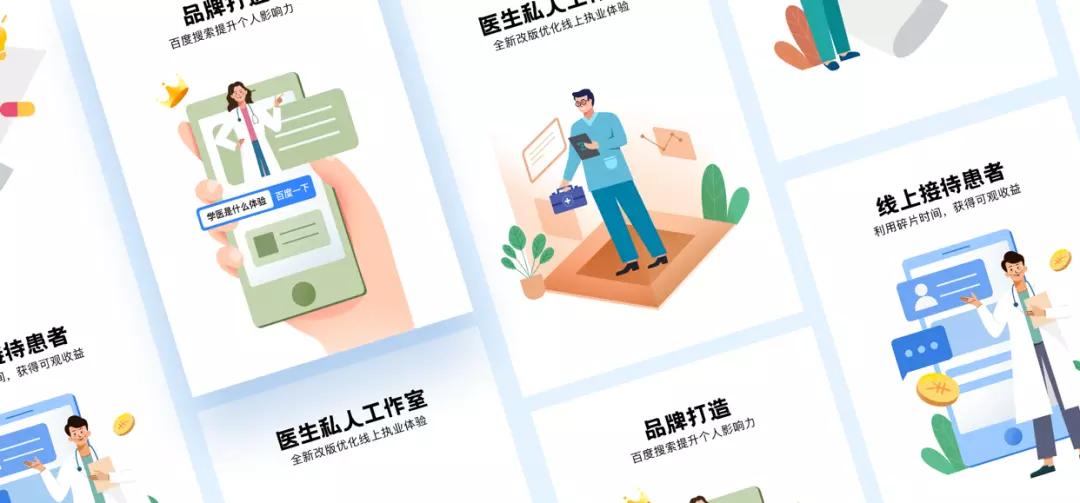 品牌打造
百度搜索提升个人影响力
学医是什么体验
百度一下
医生私人工作室
全新改版优化线上执业体验
线上接待患者
利用碎片时间，获得可观收益
接待患者
时间，获得可观收益
医生私人工作室
全新改版优化线上执业体验
品牌打造
百度搜索提升个人影响力